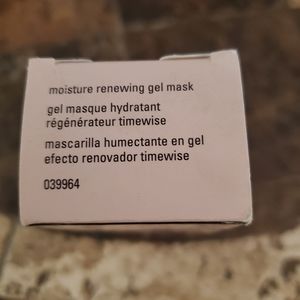 moisture renewing gel mask
gel masque hydratant
régénérateur timewise
mascarilla humectante en gel
efecto renovador timewise
039964